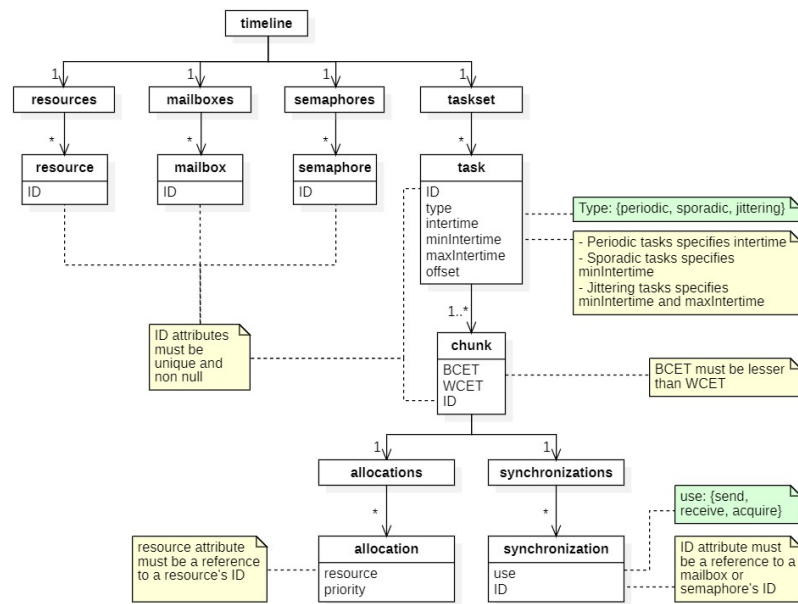 timeline
1
1
1
1
resources
mailboxes
semaphores
taskset
*
*
*
*
resource
ID
mailbox
ID
semaphore
ID
task
ID
type
intertime
minIntertime
maxIntertime
offset
Type: {periodic, sporadic, jittering}
- Periodic tasks specifies intertime
- Sporadic tasks specifies
minIntertime
- Jittering tasks specifies
minIntertime and maxIntertime
1..*
ID attributes
must be
unique and
non null
chunk
BCET
WCET
ID
BCET must be lesser
than WCET
1
1
allocations
synchronizations
*
*
use: {send,
receive, acquire}
resource attribute
must be a reference
to a resource's ID
allocation
resource
priority
synchronization
use
ID
ID attribute must
be a reference to a
mailbox or
semaphore's ID